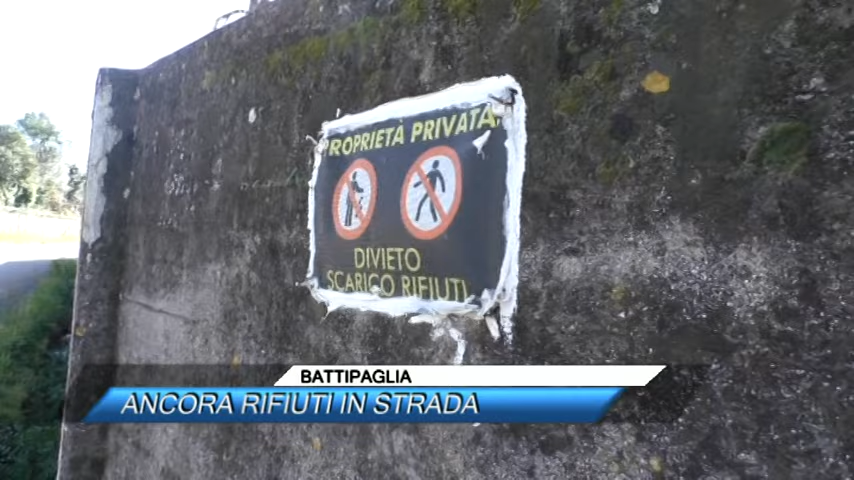 PROPRIETÀ PRIVATA
DIVIETO
SCARICO RIFIUTI
BATTIPAGLIA
ANCORA RIFIUTI IN STRADA